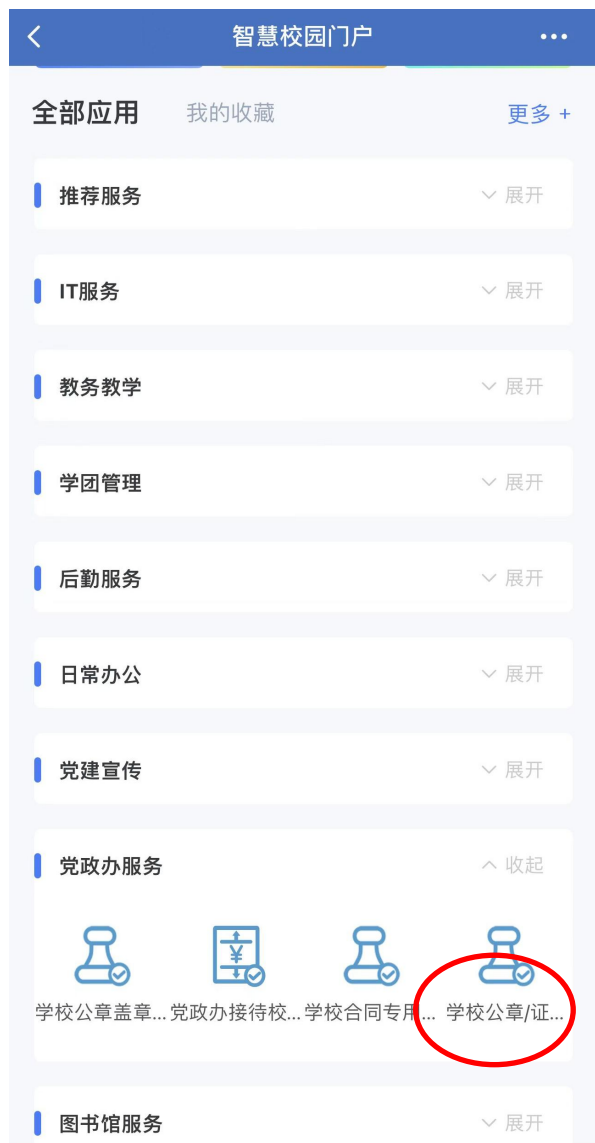 智慧校园门户
全部应用 我的收藏 更多 +
推荐服务 展开
IT服务 展开
教务教学 展开
学团管理 展开
后勤服务 展开
日常办公 展开
党建宣传 展开
党政办服务 收起
¥
学校公章盖章... 党政办接待校... 学校合同专用... 学校公章/证...
图书馆服务 展开